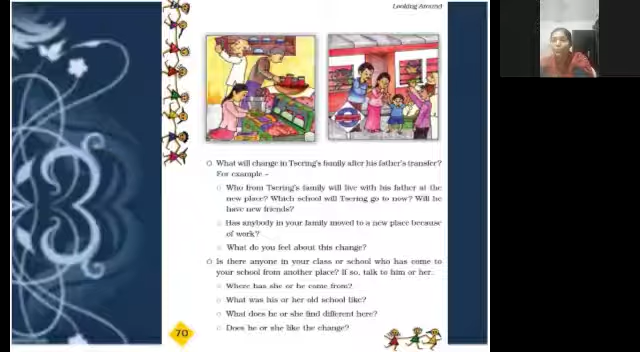 Looking Around
What will change in Tsering's family after his father's transfer?
For example –
Who from Tsering's family will live with his father at the
new place? Which school will Tsering go to now? Will he
have new friends?
Has anybody in your family moved to a new place because
of work?
What do you feel about this change?
Is there anyone in your class or school who has come to
your school from another place? If so, talk to him or her.
Where has she or he come from?
What was his or her old school like?
What does he or she find different here?
Does he or she like the change?
70